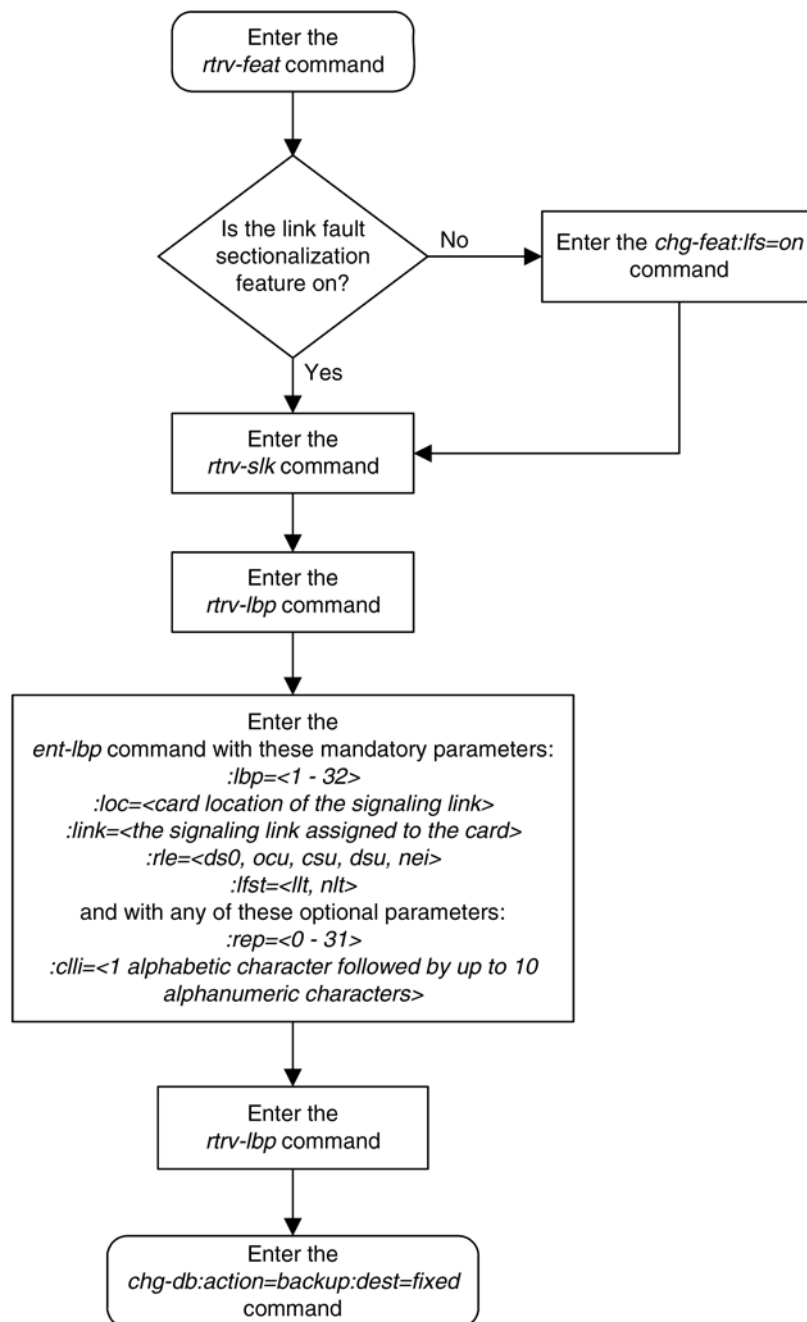 Enter the
rtrv-feat command
Is the link fault
sectionalization
feature on?
No
Enter the chg-feat:lfs=on
command
Yes
Enter the
rtrv-slk command
Enter the
rtrv-lbp command
Enter the
ent-lbp command with these mandatory parameters:
:lbp=<1 - 32>
:loc=<card location of the signaling link>
:link=<the signaling link assigned to the card>
:rle=<ds0, ocu, csu, dsu, nei>
:lfst=<llt, nlt>
and with any of these optional parameters:
:rep=<0 - 31>
:clli=<1 alphabetic character followed by up to 10
alphanumeric characters>
Enter the
rtrv-lbp command
Enter the
chg-db:action=backup:dest=fixed
command